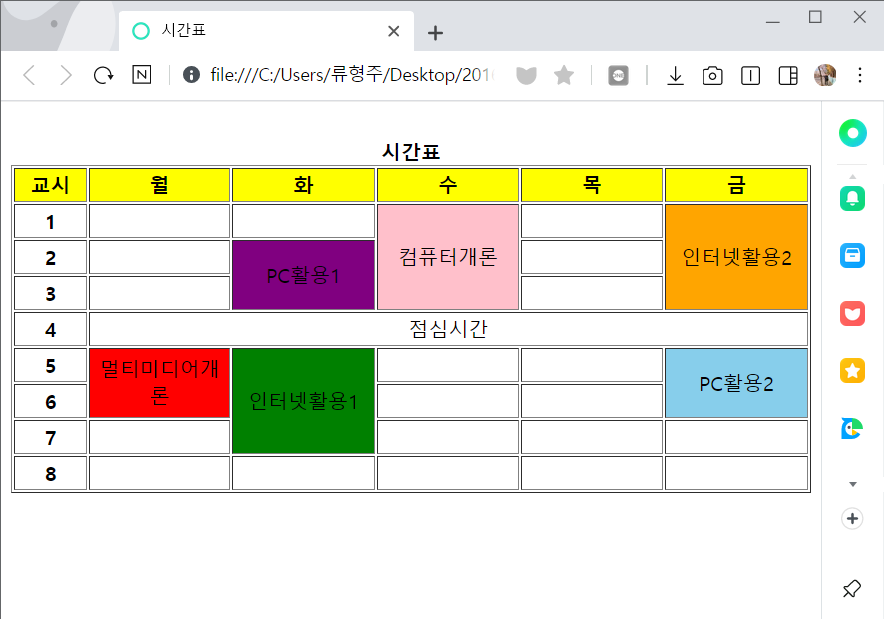 시간표
file:///C:/Users/류형주/Desktop/201
시간표
교시 월 화 수 목 금
1
컴퓨터개론
인터넷활용2
2
PC활용1
3
4
점심시간
5
멀티미디어개
론
인터넷활용1
PC활용2
6
7
8